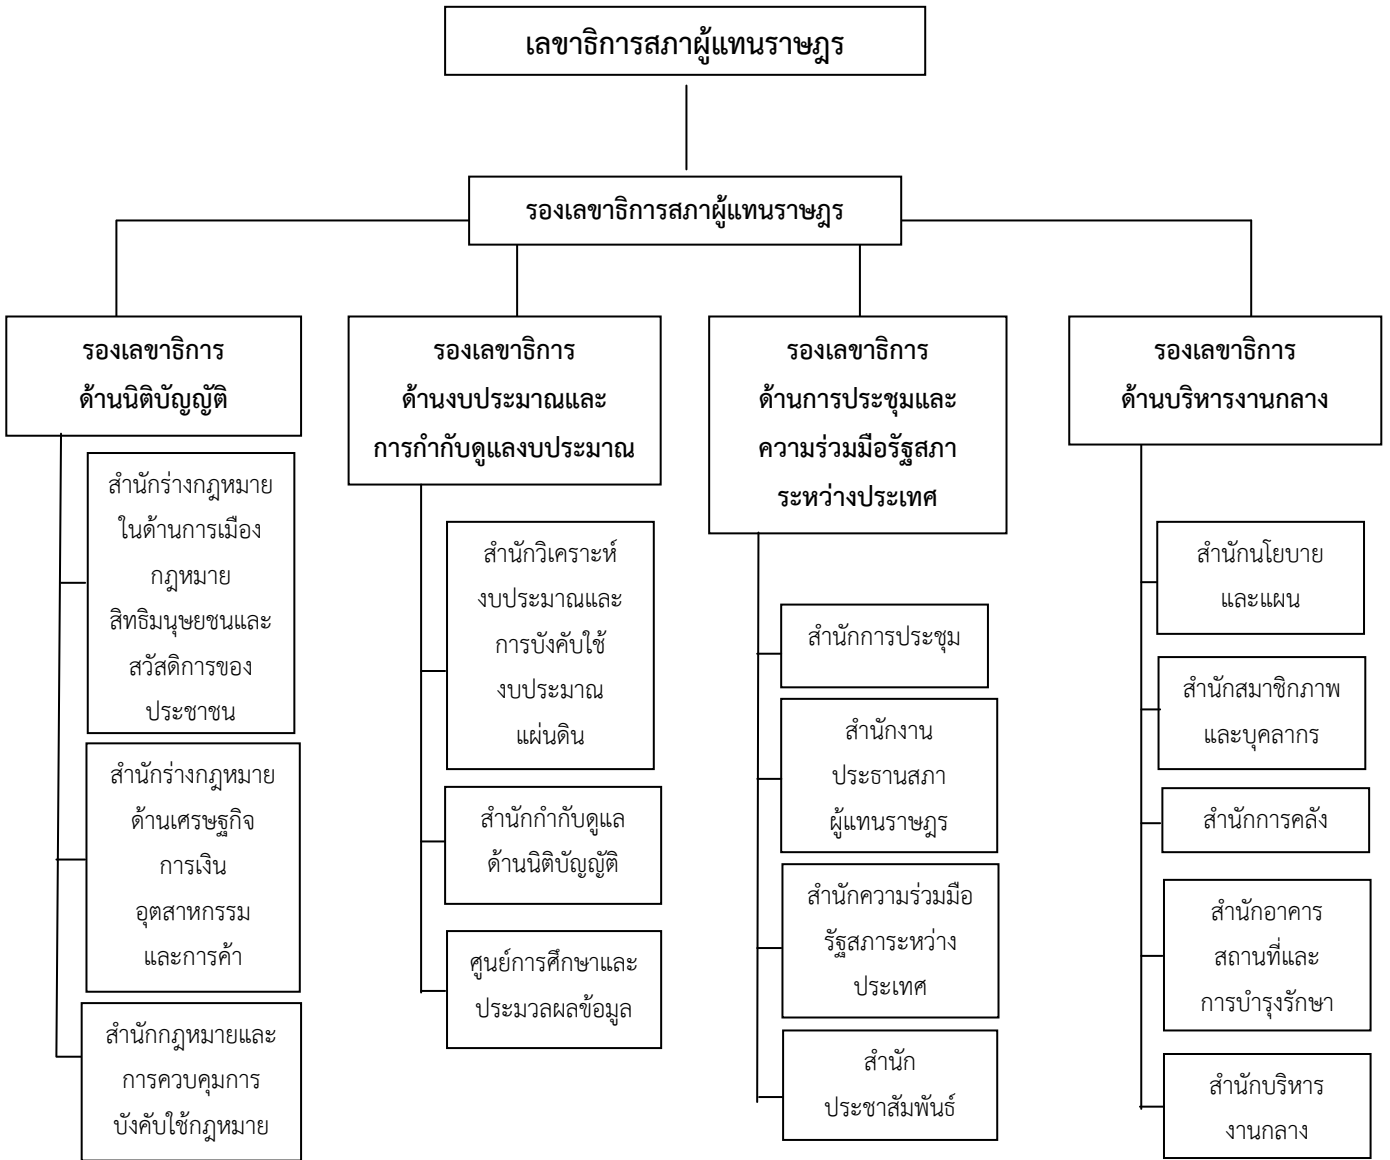 เลขาธิการสภาผู้แทนราษฎร
รองเลขาธิการสภาผู้แทนราษฎร
รองเลขาธิการ
ด้านนิติบัญญัติ
สำนักร่างกฎหมาย
ในด้านการเมือง
กฎหมาย
สิทธิมนุษยชนและ
สวัสดิการของ
ประชาชน
สำนักร่างกฎหมาย
ด้านเศรษฐกิจ
การเงิน
อุตสาหกรรม
และการค้า
สำนักกฎหมายและ
การควบคุมการ
บังคับใช้กฎหมาย
รองเลขาธิการ
ด้านงบประมาณและ
การกำกับดูแลงบประมาณ
สำนักวิเคราะห์
งบประมาณและ
การบังคับใช้
งบประมาณ
แผ่นดิน
สำนักกำกับดูแล
ด้านนิติบัญญัติ
ศูนย์การศึกษาและ
ประมวลผลข้อมูล
รองเลขาธิการ
ด้านการประชุมและ
ความร่วมมือรัฐสภา
ระหว่างประเทศ
สำนักการประชุม
สำนักงาน
ประธานสภา
ผู้แทนราษฎร
สำนักความร่วมมือ
รัฐสภาระหว่าง
ประเทศ
สำนัก
ประชาสัมพันธ์
รองเลขาธิการ
ด้านบริหารงานกลาง
สำนักนโยบาย
และแผน
สำนักสมาชิกภาพ
และบุคลากร
สำนักการคลัง
สำนักอาคาร
สถานที่และ
การบำรุงรักษา
สำนักบริหาร
งานกลาง